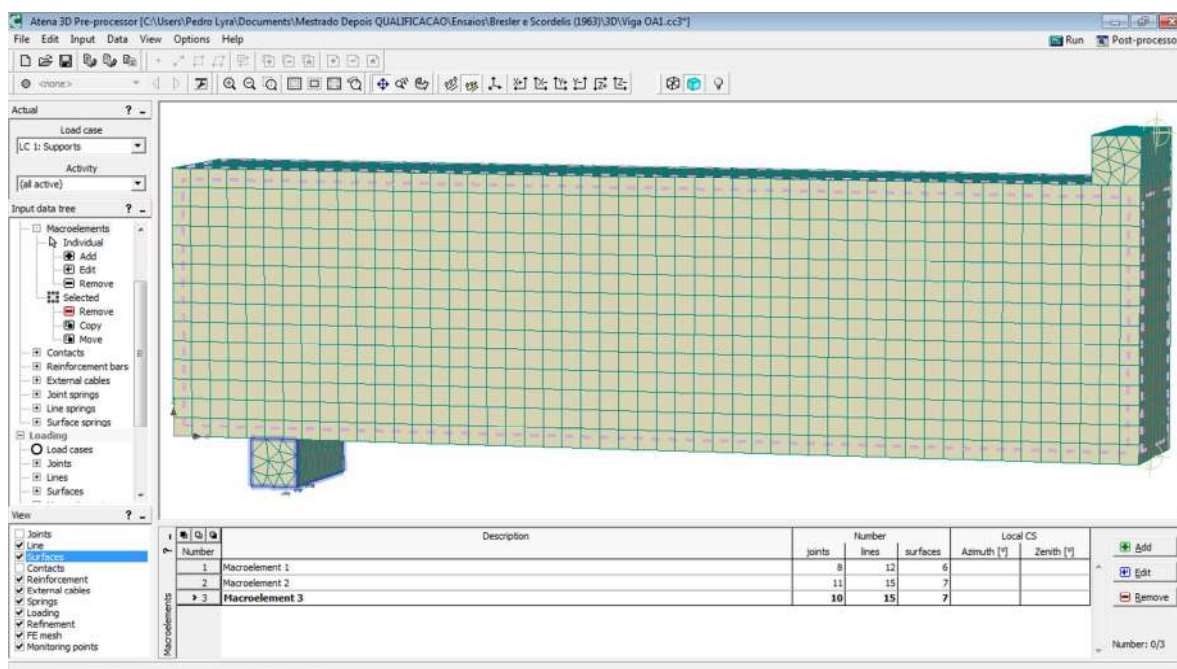 Atena 3D Pre-processor [C:\Users\Pedro Lyra\Documents\Mestrado Depois QUALIFICACAO\Ensaios\Bresler e Scordelis (1963)\3D\Viga OA1.cc3*]
File Edit Input Data View Options Help
Run Post-processo
<none>
Actual ? -
Load case
LC 1: Supports
Activity
(all active)
Input data tree ? -
Macroelements
Individual
Add
Edit
Remove
Selected
Remove
Copy
Move
Contacts
Reinforcement bars
External cables
Joint springs
Line springs
Surface springs
Loading
Load cases
Joints
Lines
Surfaces
View ? -
Joints
Line
Surfaces
Contacts
Reinforcement
External cables
Springs
Loading
Refinement
FE mesh
Monitoring points
Macroelements
Description Number Local CS
Number joints lines surfaces Azimuth [°] Zenith [°]
1 Macroelement 1 8 12 6
2 Macroelement 2 11 15 7
3 Macroelement 3 10 15 7
Add
Edit
Remove
Number: 0/3